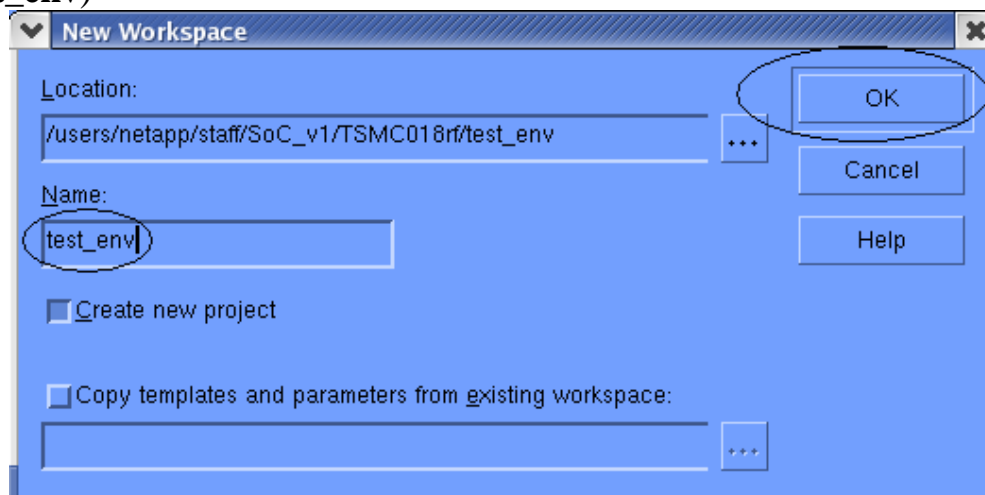 t_env)
New Workspace
Location:
/users/netapp/staff/SoC_v1/TSMC018rf/test_env
...
OK
Cancel
Name:
test_env
Help
Create new project
Copy templates and parameters from existing workspace:
...